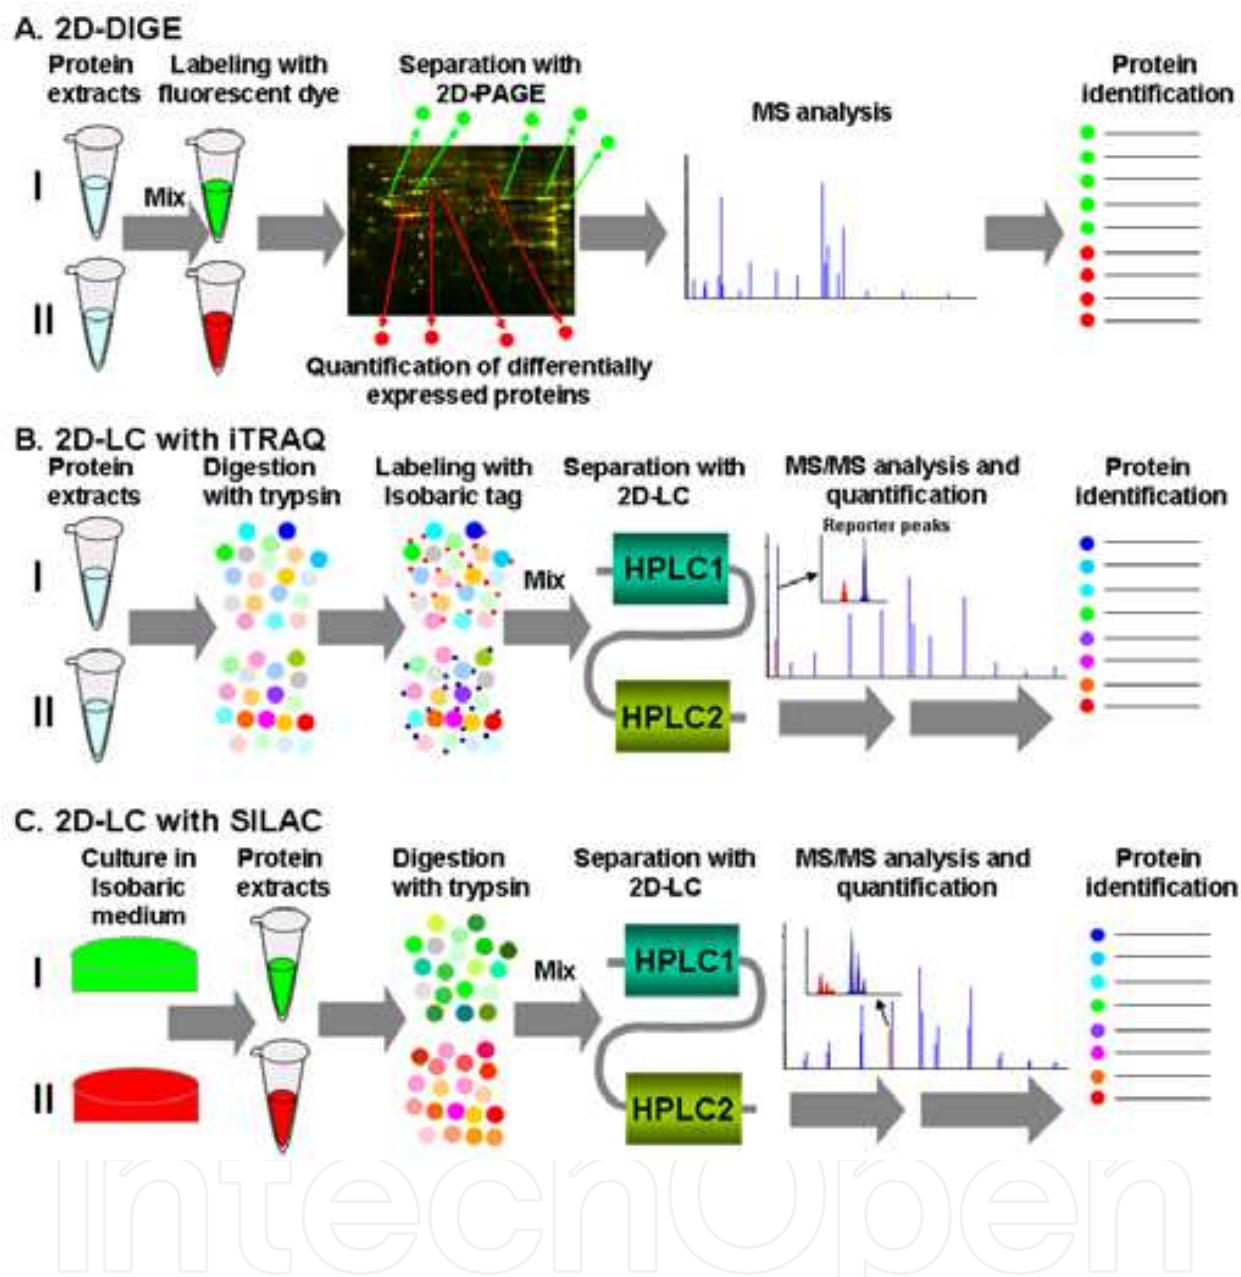 A. 2D-DIGE
Protein
extracts
Labeling with
fluorescent dye
Separation with
2D-PAGE
MS analysis
Protein
identification
I
Mix
II
Quantification of differentially
expressed proteins
B. 2D-LC with iTRAQ
Protein
extracts
Digestion
with trypsin
Labeling with
Isobaric tag
Separation with
2D-LC
MS/MS analysis and
quantification
Protein
identification
Reporter peaks
I
Mix
HPLC1
II
HPLC2
C. 2D-LC with SILAC
Culture in
Isobaric
medium
Protein
extracts
Digestion
with trypsin
Separation with
2D-LC
MS/MS analysis and
quantification
Protein
identification
I
Mix
HPLC1
II
HPLC2
IntechOpen